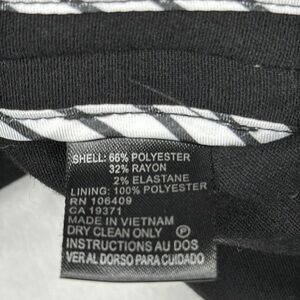 SHELL: 66% POLYESTER
32% RAYON
2% ELASTANE
LINING: 100% POLYESTER
RN 106409
CA 19371
MADE IN VIETNAM
DRY CLEAN ONLY Ⓟ
INSTRUCTIONS AU DOS
VER AL DORSO PARA CUIDADO